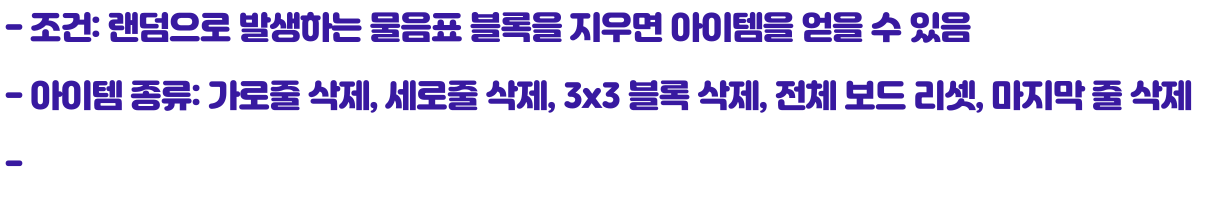 - 조건: 랜덤으로 발생하는 물음표 블록을 지우면 아이템을 얻을 수 있음
- 아이템 종류: 가로줄 삭제, 세로줄 삭제, 3x3 블록 삭제, 전체 보드 리셋, 마지막 줄 삭제
-